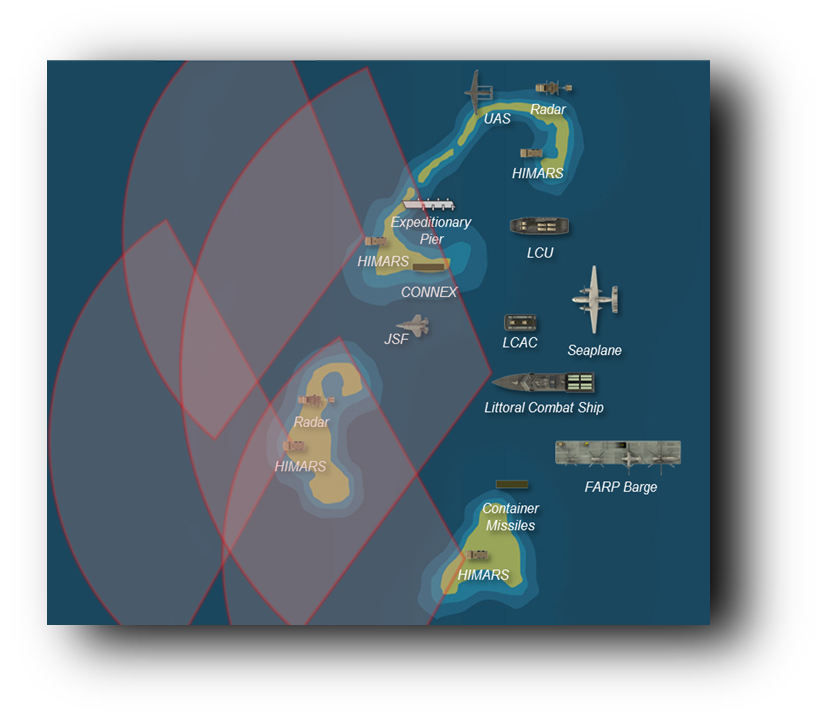 UAS
Radar
HIMARS
Expeditionary
Pier
LCU
HIMARS
CONNEX
JSF
LCAC
Seaplane
Littoral Combat Ship
Radar
HIMARS
FARP Barge
Container
Missiles
HIMARS